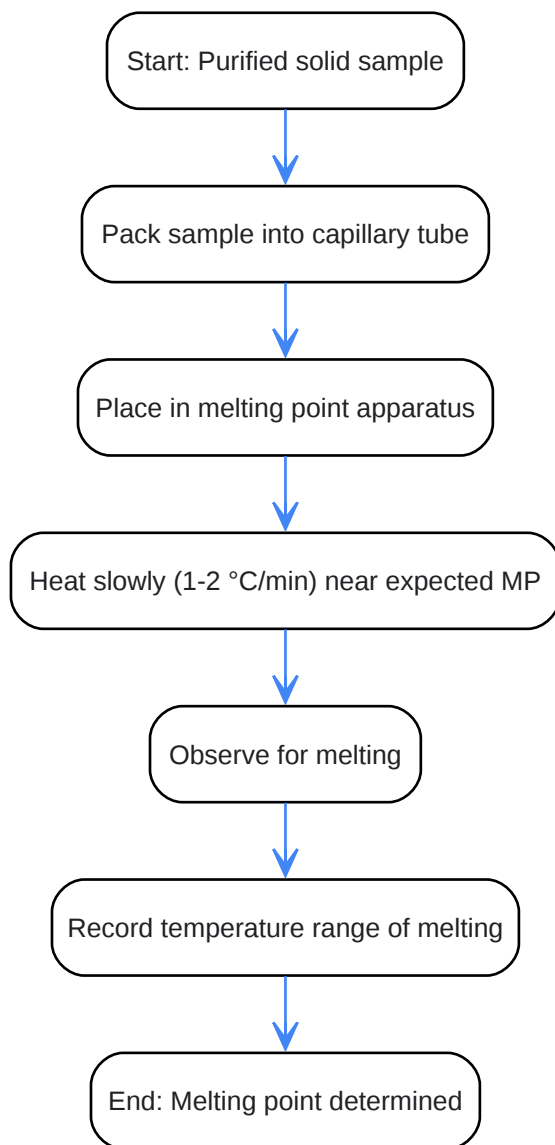 Start: Purified solid sample
Pack sample into capillary tube
Place in melting point apparatus
Heat slowly (1-2 °C/min) near expected MP
Observe for melting
Record temperature range of melting
End: Melting point determined